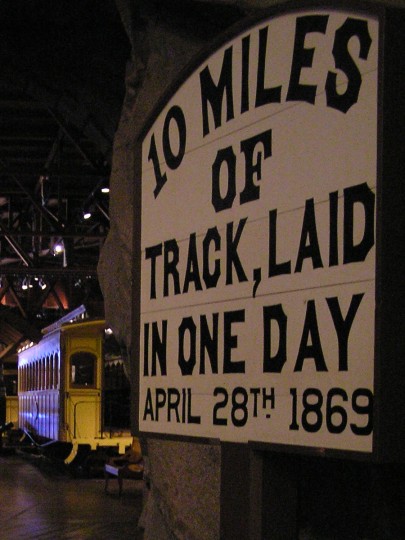 10 MILES
OF
TRACK, LAID
IN ONE DAY
APRIL 28TH 1869